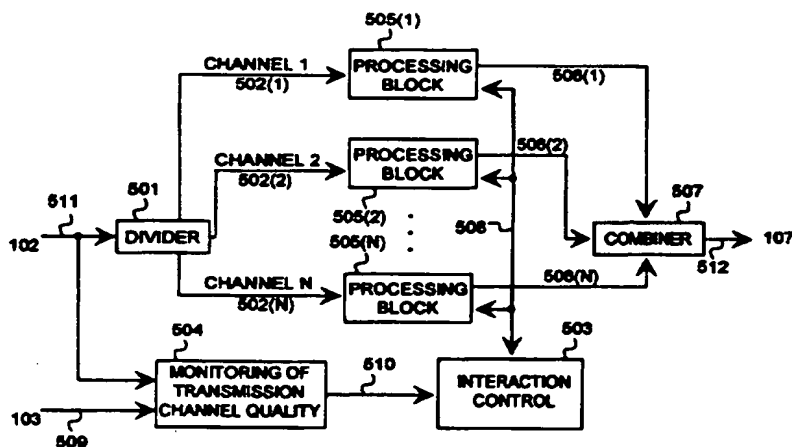 505(1)
CHANNEL 1
502(1)
PROCESSING
BLOCK
506(1)
CHANNEL 2
502(2)
PROCESSING
BLOCK
506(2)
501
511
505(2)
507
102
DIVIDER
505(N)
506
COMBINER
107
512
CHANNEL N
502(N)
PROCESSING
BLOCK
506(N)
504
503
MONITORING OF
TRANSMISSION
CHANNEL QUALITY
510
INTERACTION
CONTROL
103
509